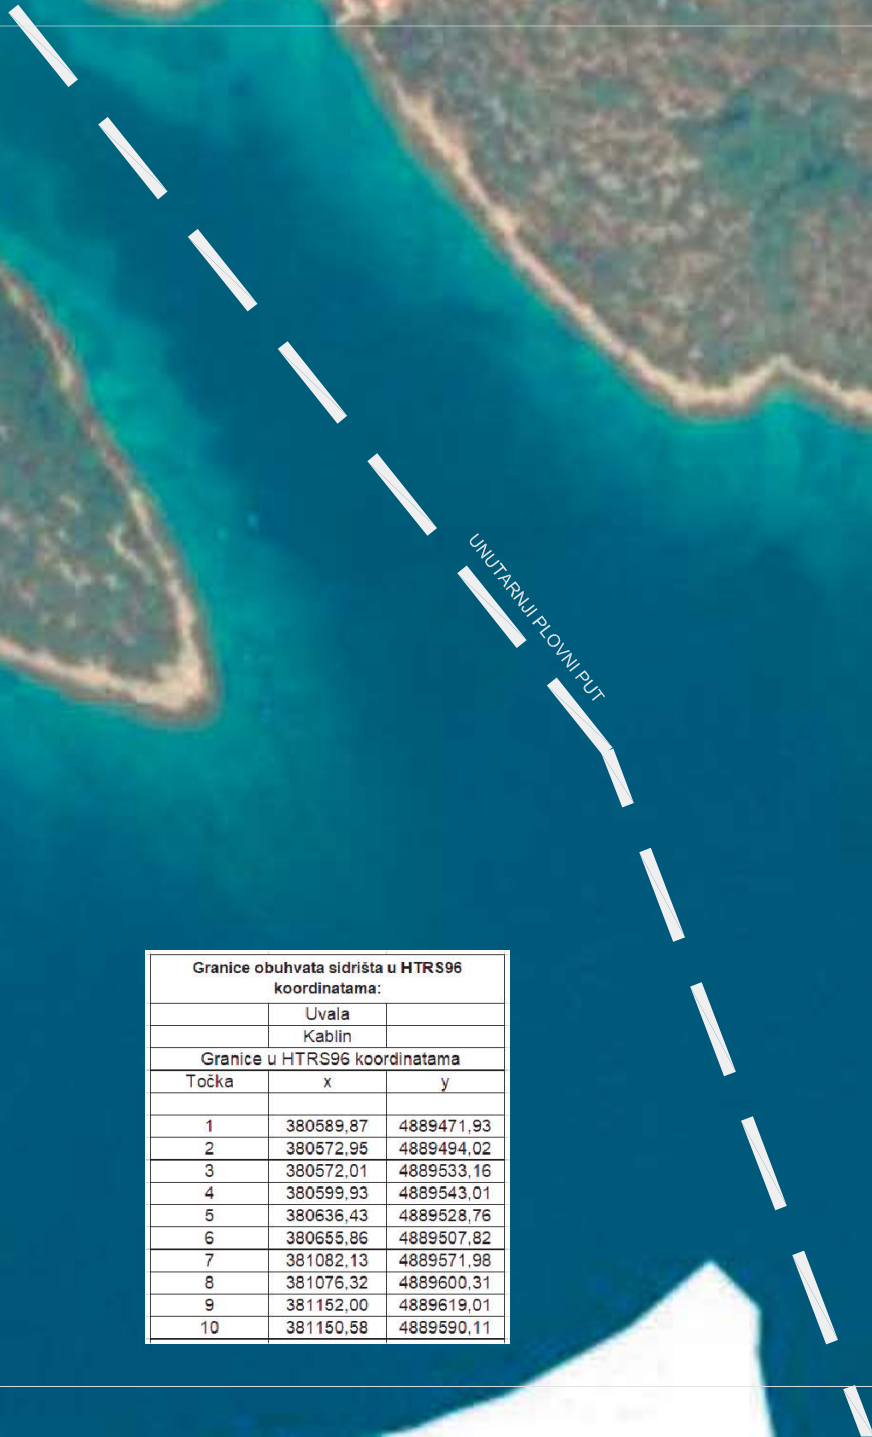 UNUTARNJI PLOVNI PUT
Granice obuhvata sidrišta u HTRS96
koordinatama:
Uvala
Kablin
Granice u HTRS96 koordinatama
Točka x y
1 380589,87 4889471,93
2 380572,95 4889494,02
3 380572,01 4889533,16
4 380599,93 4889543,01
5 380636,43 4889528,76
6 380655,86 4889507,82
7 381082,13 4889571,98
8 381076,32 4889600,31
9 381152,00 4889619,01
10 381150,58 4889590,11